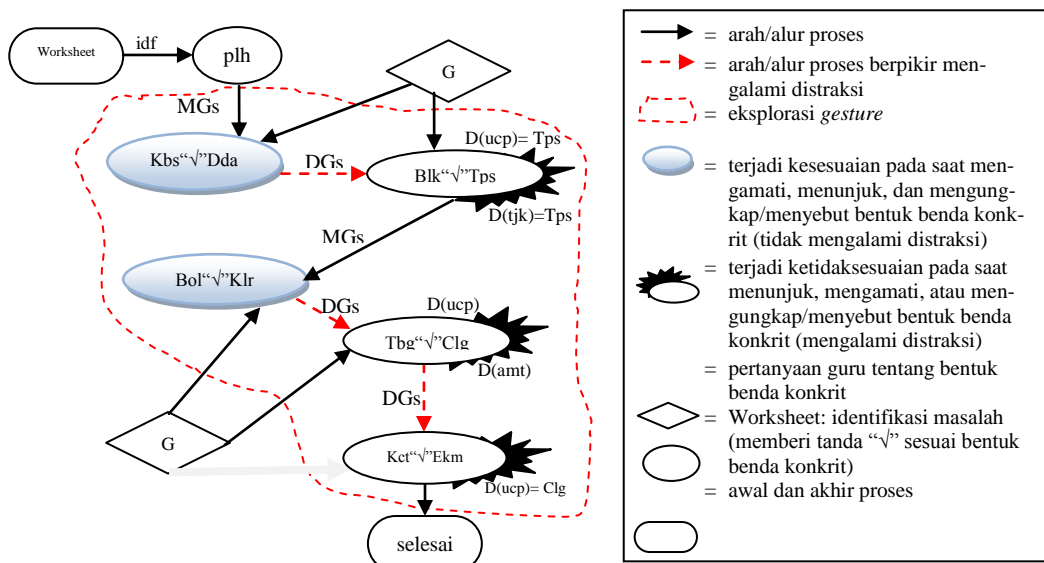 Worksheet
idf
plh
G
MGs
D(ucp)= Tps
Kbs“√”Dda
DGs
Blk“√”Tps
D(tjk)=Tps
MGs
Bol“√”Klr
DGs
D(ucp)
Tbg“√”Clg
D(amt)
DGs
G
Kct“√”Ekm
D(ucp)= Clg
selesai
= arah/alur proses
= arah/alur proses berpikir men-
galami distraksi
= eksplorasi gesture
= terjadi kesesuaian pada saat men-
gamati, menunjuk, dan mengung-
kap/menyebut bentuk benda konk-
rit (tidak mengalami distraksi)
= terjadi ketidaksesuaian pada saat
menunjuk, mengamati, atau men-
gungkap/menyebut bentuk benda
konkrit (mengalami distraksi)
= pertanyaan guru tentang bentuk
benda konkrit
= Worksheet: identifikasi masalah
(memberi tanda “√” sesuai bentuk
benda konkrit)
= awal dan akhir proses